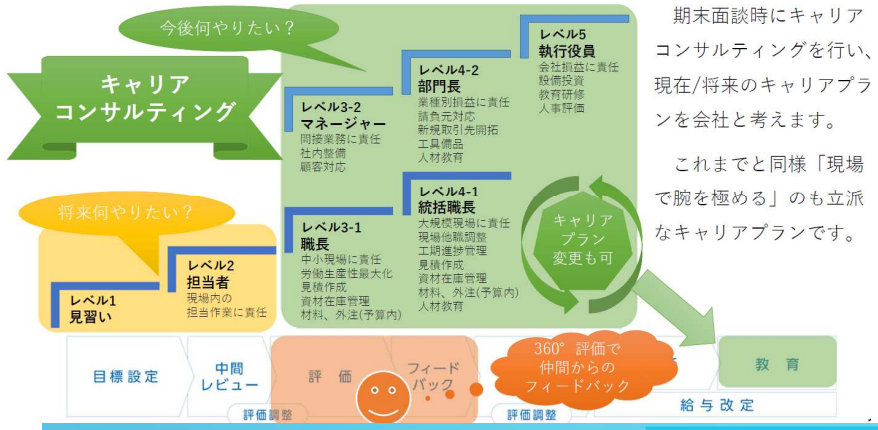 今後何やりたい？
キャリア
コンサルティング
将来何やりたい？
レベル1
見習い
レベル2
担当者
現場内の
担当作業に責任
レベル3-2
マネージャー
間接業務に責任
社内整備
顧客対応
レベル4-2
部門長
業種別損益に責任
請負元対応
新規取引先開拓
工具備品
人材教育
レベル5
執行役員
会社損益に責任
設備投資
教育研修
人事評価
レベル3-1
職長
中小現場に責任
労働生産性最大化
見積作成
資材在庫管理
材料、外注(予算内)
レベル4-1
統括職長
大規模現場に責任
現場他職調整
工期進捗管理
見積作成
資材在庫管理
材料、外注(予算内)
人材教育
キャリア
プラン
変更も可
期末面談時にキャリア
コンサルティングを行い、
現在/将来のキャリアプラ
ンを会社と考えます。
これまでと同様「現場
で腕を極める」のも立派
なキャリアプランです。
目標設定
中間
レビュー
評 価
フィード
バック
360°評価で
仲間からの
フィードバック
教 育
評価調整
評価調整
給与改定